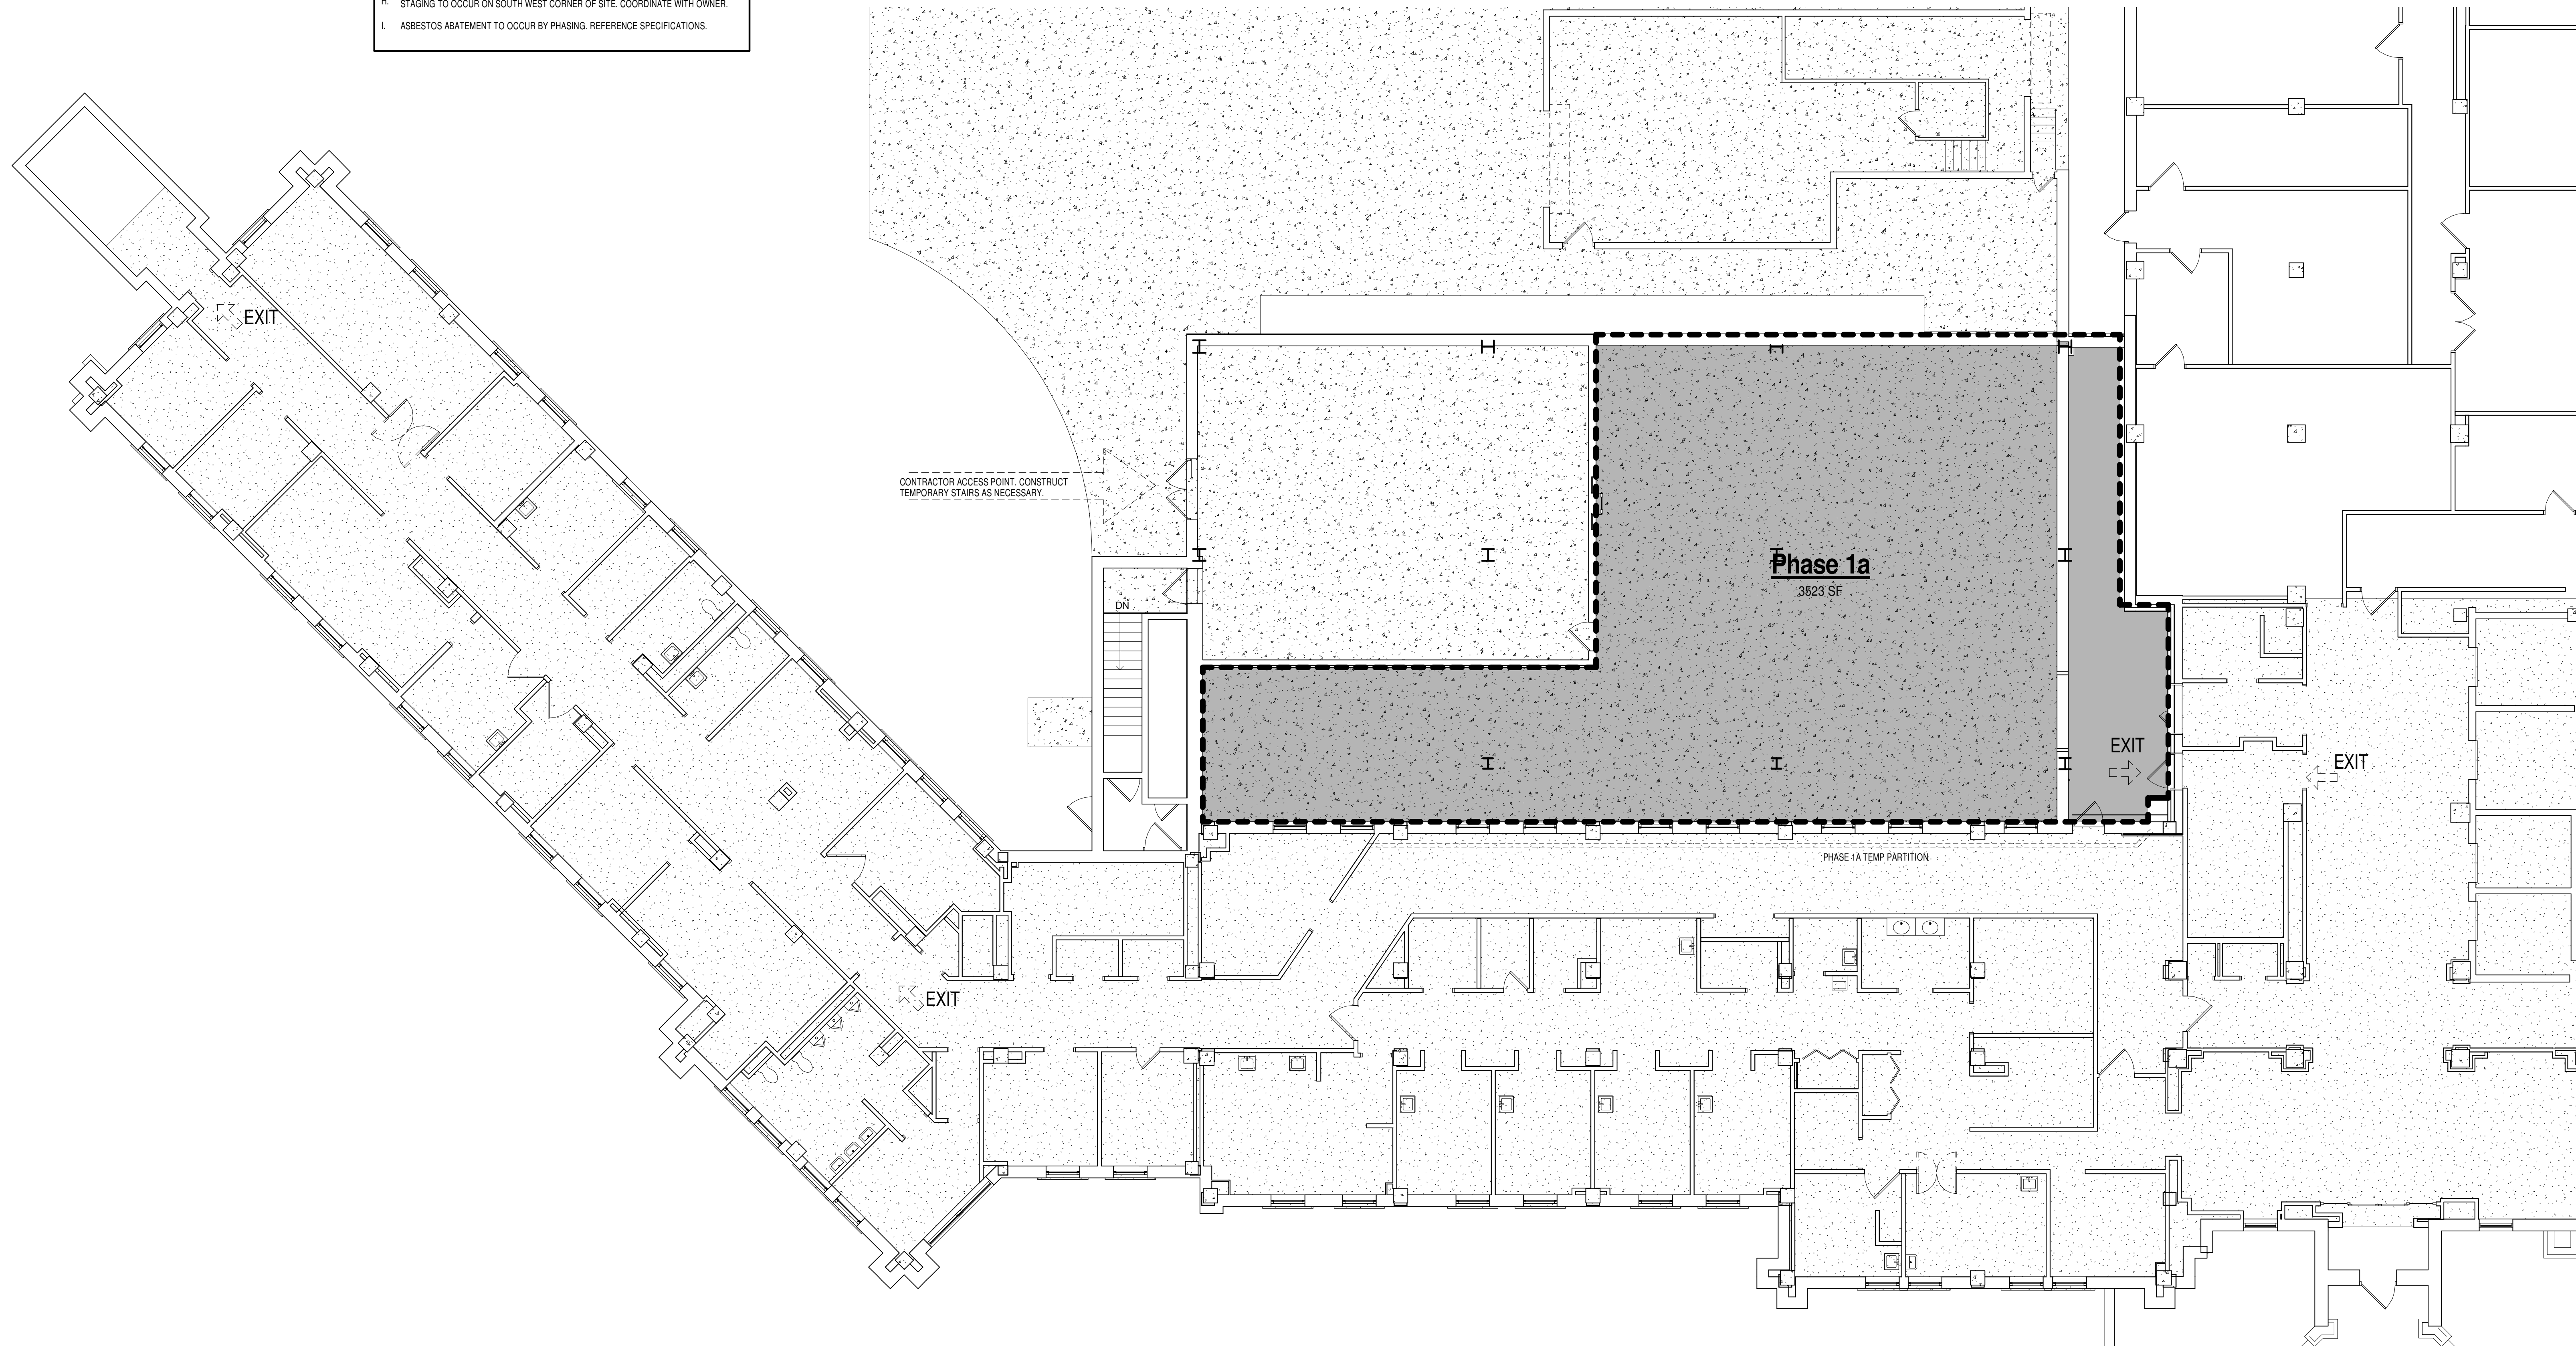 H. STAGING TO OCCUR ON SOUTH WEST CORNER OF SITE. COORDINATE WITH OWNER.
I. ASBESTOS ABATEMENT TO OCCUR BY PHASING. REFERENCE SPECIFICATIONS.
EXIT
CONTRACTOR ACCESS POINT. CONSTRUCT
TEMPORARY STAIRS AS NECESSARY.
Phase 1a
3523 SF
DN
EXIT
EXIT
PHASE 1A TEMP PARTITION
EXIT